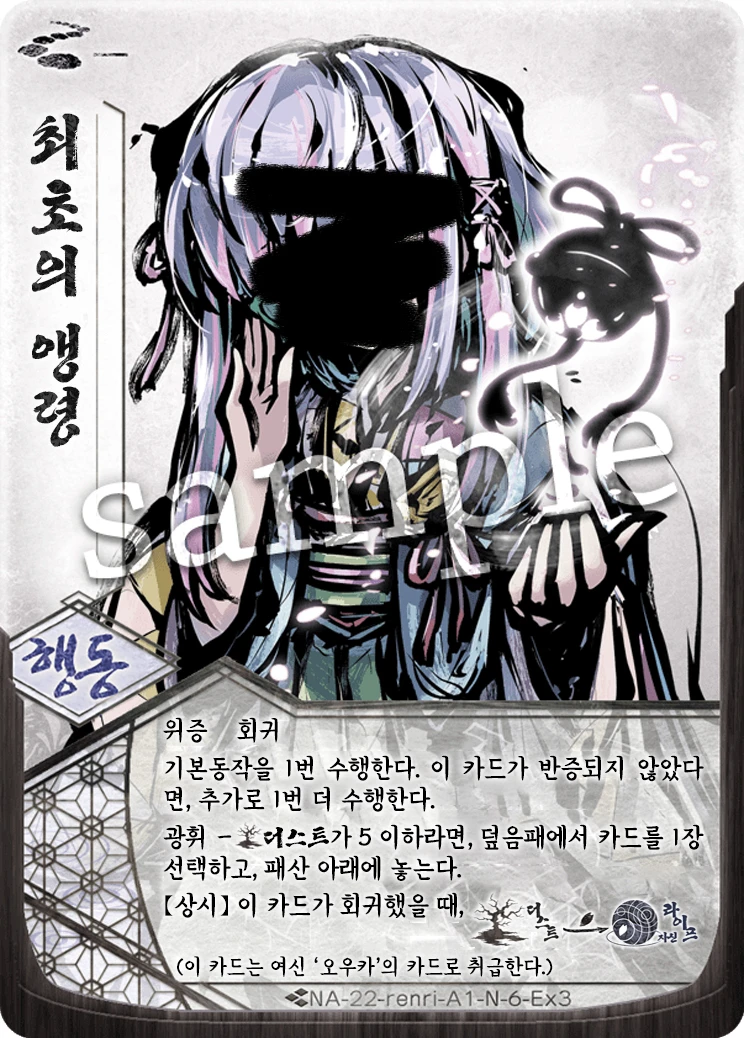 최초의 앵령
sample
행동
위증 회귀
기본동작을 1번 수행한다. 이 카드가 반증되지 않았다
면, 추가로 1번 더 수행한다.
광휘 - 더스트가 5 이하라면, 덮음패에서 카드를 1장
선택하고, 패산 아래에 놓는다.
【상시】 이 카드가 회귀했을 때, 더스트 → 자신 라이프
(이 카드는 여신 '오우카'의 카드로 취급한다.)
NA-22-renri-A1-N-6-Ex3